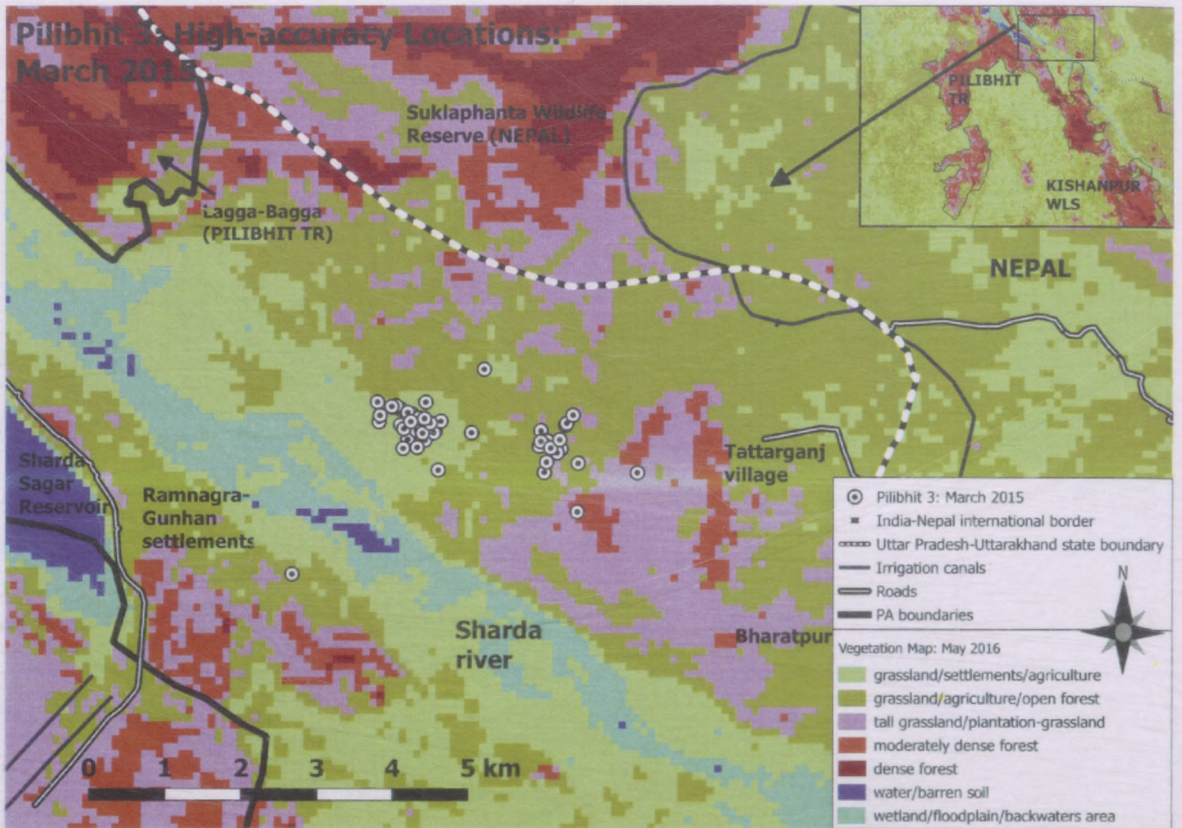 Pilibhit 3: High-accuracy Locations:
March 2015
Suklaphanta Wildlife
Reserve (NEPAL)
PILIBHIT
TR
KISHANPUR
WLS
Lagga-Bagga
(PILIBHIT TR)
NEPAL
Sharda
Sagar
Reservoir
Ramnagra-
Gunhan
settlements
Tattarganj
village
Sharda
river
Bharatpur
0 1 2 3 4 5 km
Pilibhit 3: March 2015
India-Nepal international border
Uttar Pradesh-Uttarakhand state boundary
Irrigation canals
Roads
PA boundaries
N
Vegetation Map: May 2016
grassland/settlements/agriculture
grassland/agriculture/open forest
tall grassland/plantation-grassland
moderately dense forest
dense forest
water/barren soil
wetland/floodplain/backwaters area